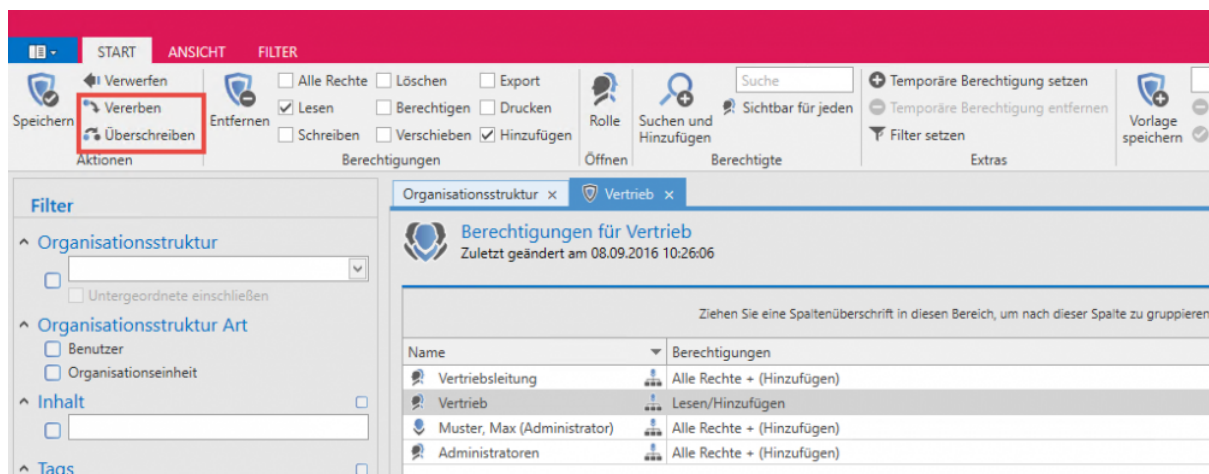 START ANSICHT FILTER
Verwerfen
Vererben
Überschreiben
Speichern
Aktionen
Entfernen
Alle Rechte Löschen Export
Lesen Berechtigen Drucken
Schreiben Verschieben Hinzufügen
Berechtigungen
Rolle
Öffnen
Suchen und
Hinzufügen
Suche
Sichtbar für jeden
Berechtigte
Temporäre Berechtigung setzen
Temporäre Berechtigung entfernen
Filter setzen
Extras
Vorlage
speichern
Filter
Organisationsstruktur
Untergeordnete einschließen
Organisationsstruktur Art
Benutzer
Organisationseinheit
Inhalt
Tags
Organisationsstruktur x Vertrieb x
Berechtigungen für Vertrieb
Zuletzt geändert am 08.09.2016 10:26:06
Ziehen Sie eine Spaltenüberschrift in diesen Bereich, um nach dieser Spalte zu gruppieren
Name Berechtigungen
Vertriebsleitung Alle Rechte + (Hinzufügen)
Vertrieb Lesen/Hinzufügen
Muster, Max (Administrator) Alle Rechte + (Hinzufügen)
Administratoren Alle Rechte + (Hinzufügen)